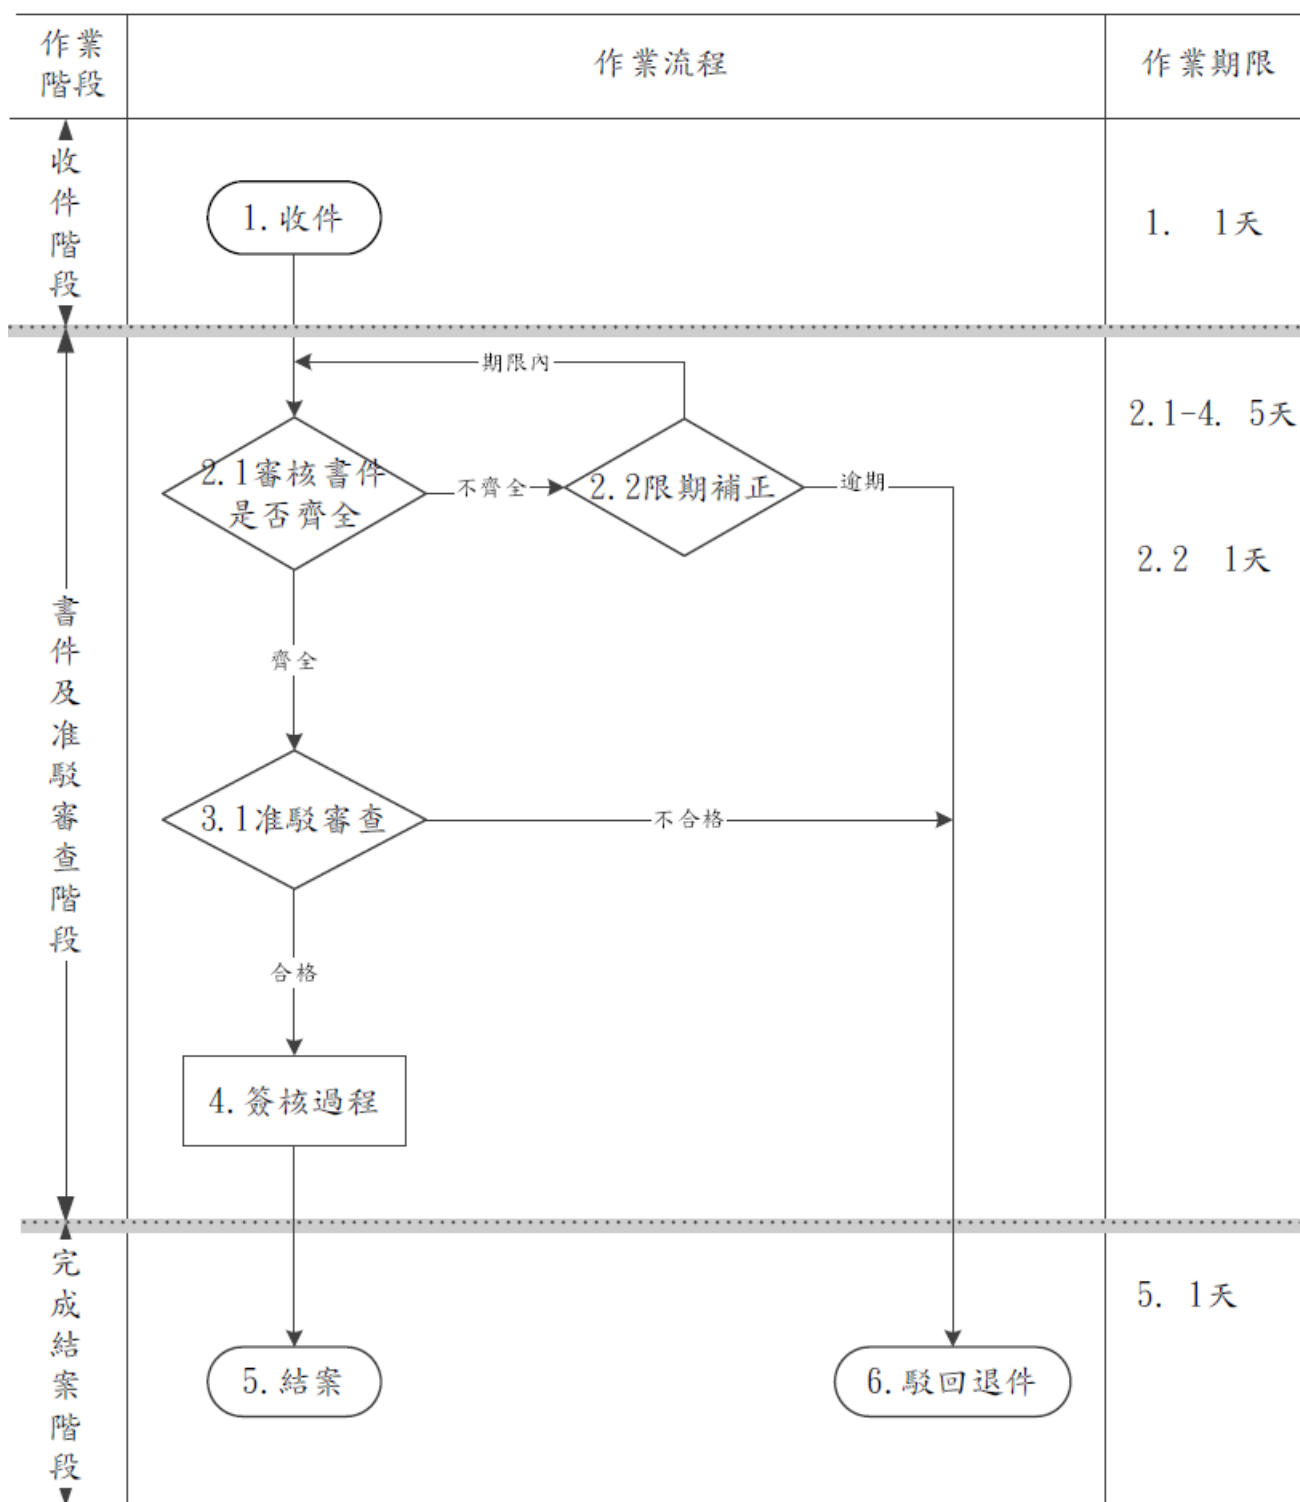 作業
階段
作業流程
作業期限
收件階段
1.收件
1. 1天
書件及准駁審查階段
期限內
2.1審核書件
是否齊全
不齊全
2.2限期補正
逾期
2.1-4. 5天
2.2 1天
齊全
3.1准駁審查
不合格
合格
4.簽核過程
完成結案階段
5.結案
6.駁回退件
5. 1天